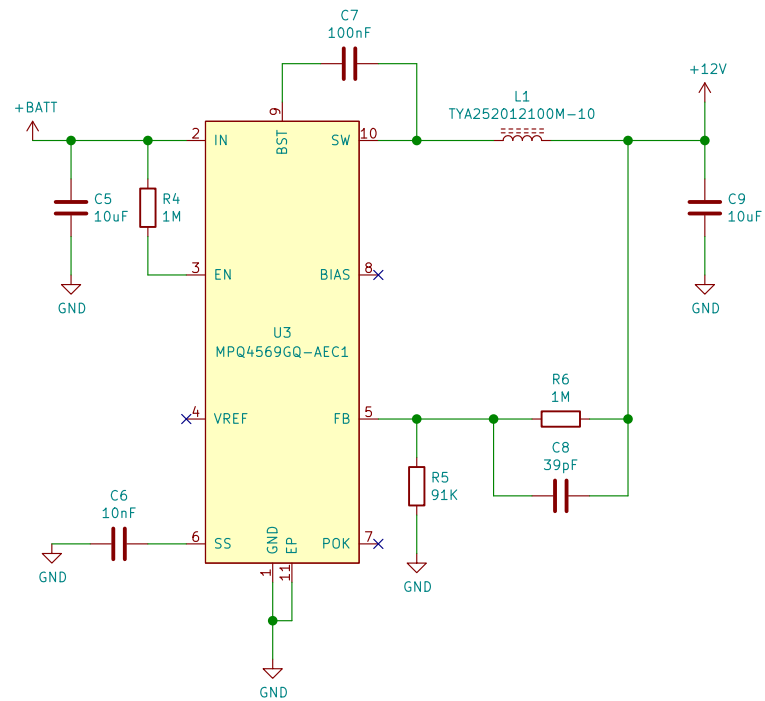 C7
100nF
+12V
L1
TYA252012100M-10
+BATT
9
2
IN
BST
SW
10
C5
10uF
R4
1M
C9
10uF
3
EN
BIAS
8
GND
GND
U3
MPQ4569GQ-AEC1
R6
1M
4
VREF
FB
5
C8
39pF
R5
91K
C6
10nF
6
SS
GND
EP
POK
7
1
11
GND
GND
GND